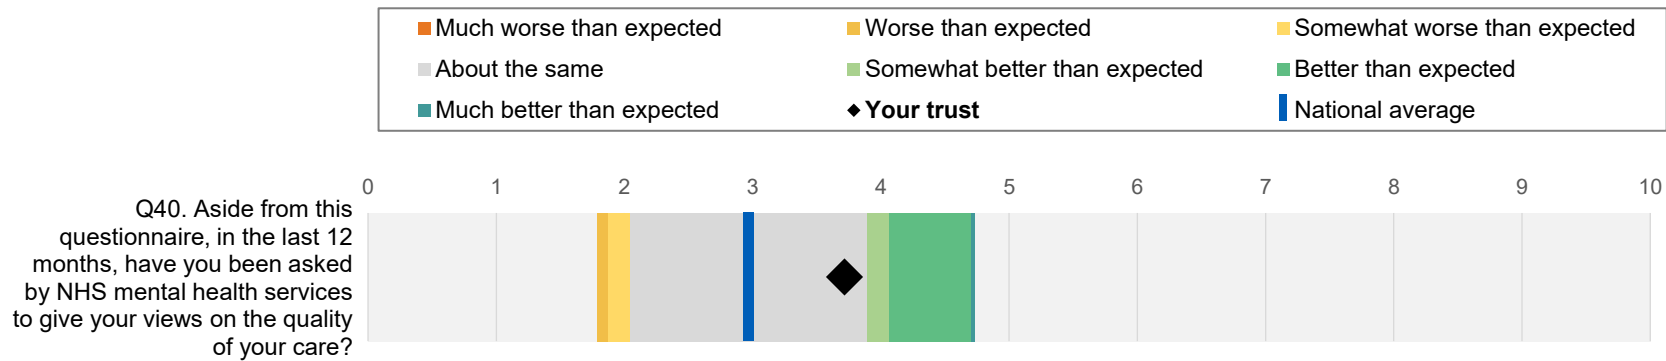 Much worse than expected
Worse than expected
Somewhat worse than expected
About the same
Somewhat better than expected
Better than expected
Much better than expected
Your trust
National average
0 1 2 3 4 5 6 7 8 9 10
Q40. Aside from this
questionnaire, in the last 12
months, have you been asked
by NHS mental health services
to give your views on the quality
of your care?